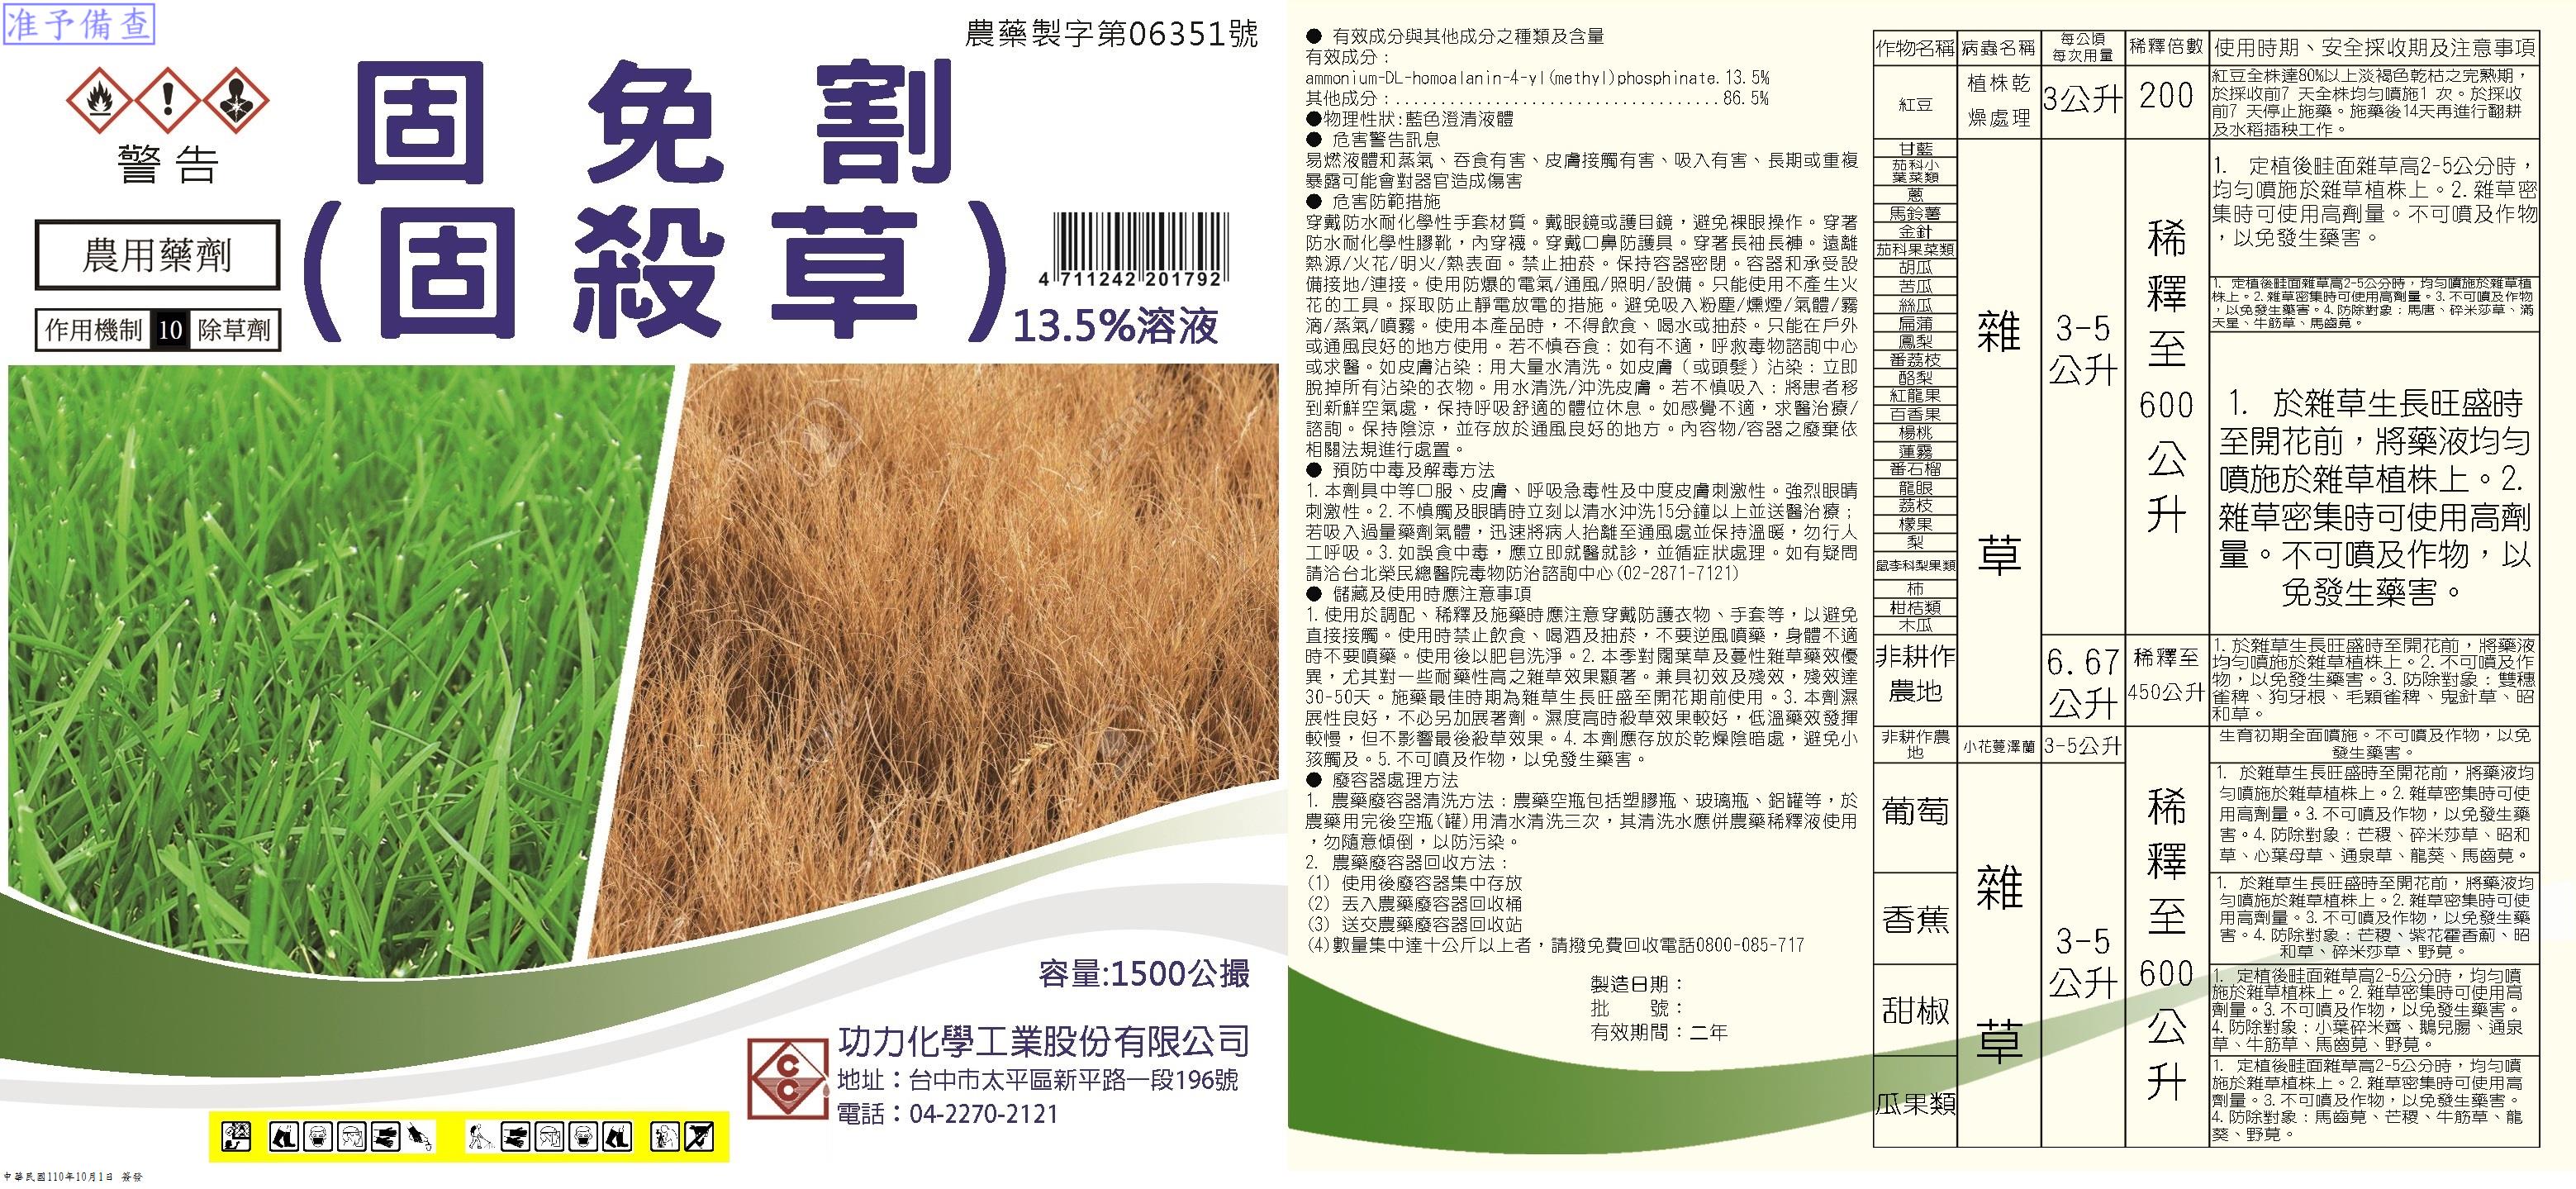 准予備查
農藥製字第06351號
警告
固免割
(固殺草)
農用藥劑
作用機制 10 除草劑
4 711242 201792
13.5%溶液
容量:1500公撮
功力化學工業股份有限公司
地址：台中市太平區新平路一段196號
電話：04-2270-2121
中華民國110年10月1日 簽發
● 有效成分與其他成分之種類及含量
有效成分：
ammonium-DL-homoalanin-4-yl(methyl)phosphinate.13.5%
其他成分：....................................86.5%
●物理性狀:藍色澄清液體
● 危害警告訊息
易燃液體和蒸氣、吞食有害、皮膚接觸有害、吸入有害、長期或重複
暴露可能會對器官造成傷害
● 危害防範措施
穿戴防水耐化學性手套材質。戴眼鏡或護目鏡，避免裸眼操作。穿著
防水耐化學性膠靴，內穿襪。穿戴口鼻防護具。穿著長袖長褲。遠離
熱源/火花/明火/熱表面。禁止抽菸。保持容器密閉。容器和承受設
備接地/連接。使用防爆的電氣/通風/照明/設備。只能使用不產生火
花的工具。採取防止靜電放電的措施。避免吸入粉塵/燻煙/氣體/霧
滴/蒸氣/噴霧。使用本產品時，不得飲食、喝水或抽菸。只能在戶外
或通風良好的地方使用。若不慎吞食：如有不適，呼救毒物諮詢中心
或求醫。如皮膚沾染：用大量水清洗。如皮膚（或頭髮）沾染：立即
脫掉所有沾染的衣物。用水清洗/沖洗皮膚。若不慎吸入：將患者移
到新鮮空氣處，保持呼吸舒適的體位休息。如感覺不適，求醫治療/
諮詢。保持陰涼，並存放於通風良好的地方。內容物/容器之廢棄依
相關法規進行處置。
● 預防中毒及解毒方法
1.本劑具中等口服、皮膚、呼吸急毒性及中度皮膚刺激性。強烈眼睛
刺激性。2.不慎觸及眼睛時立刻以清水沖洗15分鐘以上並送醫治療；
若吸入過量藥劑氣體，迅速將病人抬離至通風處並保持溫暖，勿行人
工呼吸。3.如誤食中毒，應立即就醫就診，並循症狀處理。如有疑問
請洽台北榮民總醫院毒物防治諮詢中心(02-2871-7121)
● 儲藏及使用時應注意事項
1.使用於調配、稀釋及施藥時應注意穿戴防護衣物、手套等，以避免
直接接觸。使用時禁止飲食、喝酒及抽菸，不要逆風噴藥，身體不適
時不要噴藥。使用後以肥皂洗淨。2.本季對闊葉草及蔓性雜草藥效優
異，尤其對一些耐藥性高之雜草效果顯著。兼具初效及殘效，殘效達
30-50天。施藥最佳時期為雜草生長旺盛至開花期前使用。3.本劑濕
展性良好，不必另加展著劑。濕度高時殺草效果較好，低溫藥效發揮
較慢，但不影響最後殺草效果。4.本劑應存放於乾燥陰暗處，避免小
孩觸及。5.不可噴及作物，以免發生藥害。
● 廢容器處理方法
1. 農藥廢容器清洗方法：農藥空瓶包括塑膠瓶、玻璃瓶、鋁罐等，於
農藥用完後空瓶(罐)用清水清洗三次，其清洗水應併農藥稀釋液使用
，勿隨意傾倒，以防污染。
2. 農藥廢容器回收方法：
(1) 使用後廢容器集中存放
(2) 丟入農藥廢容器回收桶
(3) 送交農藥廢容器回收站
(4)數量集中達十公斤以上者，請撥免費回收電話0800-085-717
製造日期：
批　　號：
有效期間：二年
作物名稱 病蟲名稱 每公頃每次用量 稀釋倍數 使用時期、安全採收期及注意事項
紅豆 植株乾燥處理 3公升 200
紅豆全株達80%以上淡褐色乾枯之完熟期，
於採收前7 天全株均勻噴施1 次。於採收
前7 天停止施藥。施藥後14天再進行翻耕
及水稻插秧工作。
甘藍
茄科小
葉菜類
蔥
馬鈴薯
金針
茄科果菜類
胡瓜
苦瓜
絲瓜
扁蒲
鳳梨
番荔枝
酪梨
紅龍果
百香果
楊桃
蓮霧
番石榴
龍眼
荔枝
檬果
梨
鼠李科梨果類
柿
柑桔類
木瓜
雜草
3-5
公升
稀釋至600公升
1. 定植後畦面雜草高2-5公分時，
均勻噴施於雜草植株上。2.雜草密
集時可使用高劑量。不可噴及作物
，以免發生藥害。
1. 定植後畦面雜草高2-5公分時，均勻噴施於雜草植
株上。2.雜草密集時可使用高劑量。3.不可噴及作物
，以免發生藥害。4.防除對象：馬唐、碎米莎草、滿
天星、牛筋草、馬齒莧。
1. 於雜草生長旺盛時
至開花前，將藥液均勻
噴施於雜草植株上。2.
雜草密集時可使用高劑
量。不可噴及作物，以
免發生藥害。
非耕作
農地
6.67
公升
稀釋至
450公升
1.於雜草生長旺盛時至開花前，將藥液
均勻噴施於雜草植株上。2.不可噴及作
物，以免發生藥害。3.防除對象：雙穗
雀稗、狗牙根、毛穎雀稗、鬼針草、昭
和草。
非耕作農
地
小花蔓澤蘭 3-5公升
生育初期全面噴施。不可噴及作物，以免
發生藥害。
葡萄
雜草
3-5
公升
稀釋至600公升
1. 於雜草生長旺盛時至開花前，將藥液均
勻噴施於雜草植株上。2.雜草密集時可使
用高劑量。3.不可噴及作物，以免發生藥
害。4.防除對象：芒稷、碎米莎草、昭和
草、心葉母草、通泉草、龍葵、馬齒莧。
香蕉
1. 於雜草生長旺盛時至開花前，將藥液均
勻噴施於雜草植株上。2.雜草密集時可使
用高劑量。3.不可噴及作物，以免發生藥
害。4.防除對象：芒稷、紫花霍香薊、昭
和草、碎米莎草、野莧。
甜椒
1. 定植後畦面雜草高2-5公分時，均勻噴
施於雜草植株上。2.雜草密集時可使用高
劑量。3.不可噴及作物，以免發生藥害。
4.防除對象：小葉碎米薺、鵝兒腸、通泉
草、牛筋草、馬齒莧、野莧。
瓜果類
1. 定植後畦面雜草高2-5公分時，均勻噴
施於雜草植株上。2.雜草密集時可使用高
劑量。3.不可噴及作物，以免發生藥害。
4.防除對象：馬齒莧、芒稷、牛筋草、龍
葵、野莧。